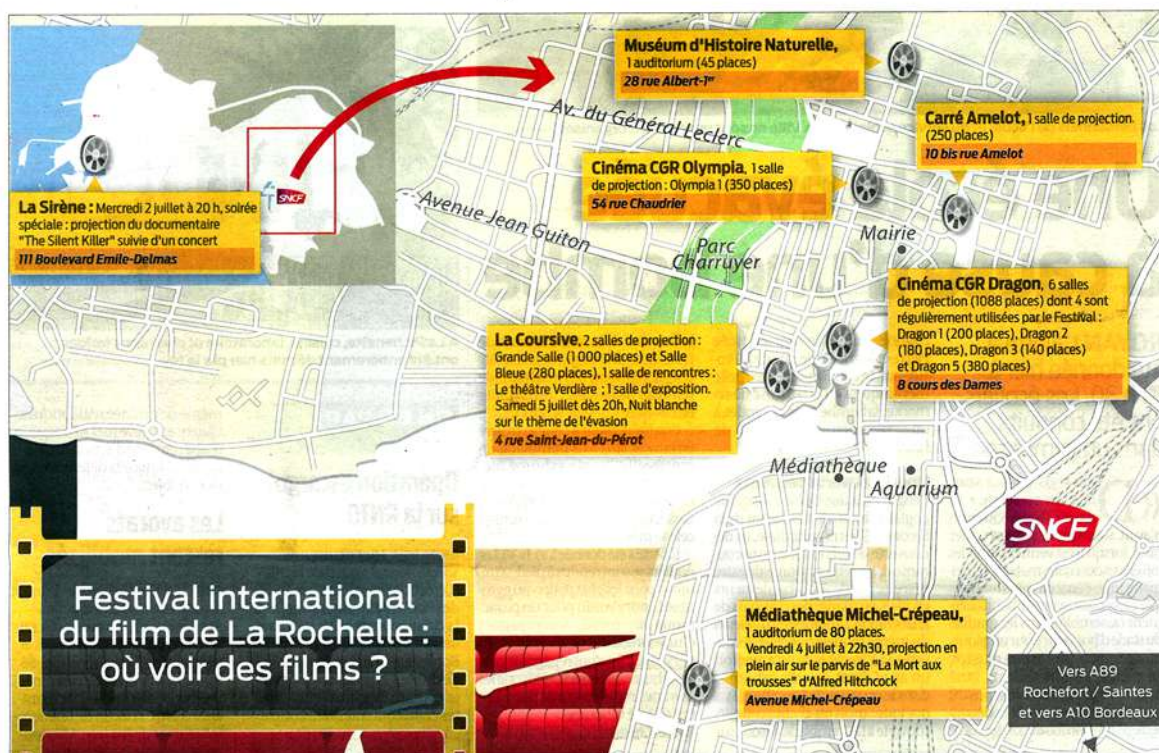 Muséum d'Histoire Naturelle,
1 auditorium (45 places)
28 rue Albert-1er
Av. du Général Leclerc
Carré Amelot, 1 salle de projection
(250 places)
10 bis rue Amelot
Cinéma CGR Olympia, 1 salle
de projection : Olympia 1 (350 places)
54 rue Chaudrier
SNCF
La Sirène : Mercredi 2 juillet à 20 h, soirée
spéciale : projection du documentaire
"The Silent Killer" suivie d'un concert
111 Boulevard Emile-Delmas
Avenue Jean Guiton
Parc
Charruyer
Mairie
Cinéma CGR Dragon, 6 salles
de projection (1088 places) dont 4 sont
régulièrement utilisées par le Festival :
Dragon 1 (200 places), Dragon 2
(180 places), Dragon 3 (140 places)
et Dragon 5 (380 places)
8 cours des Dames
La Coursive, 2 salles de projection :
Grande Salle (1 000 places) et Salle
Bleue (280 places), 1 salle de rencontres :
Le théâtre Verdière ; 1 salle d'exposition.
Samedi 5 juillet dès 20h, Nuit blanche
sur le thème de l'évasion
4 rue Saint-Jean-du-Pérot
Médiathèque
Aquarium
SNCF
Festival international
du film de La Rochelle :
où voir des films ?
Médiathèque Michel-Crépeau,
1 auditorium de 80 places.
Vendredi 4 juillet à 22h30, projection en
plein air sur le parvis de "La Mort aux
trousses" d'Alfred Hitchcock
Avenue Michel-Crépeau
Vers A89
Rochefort / Saintes
et vers A10 Bordeaux